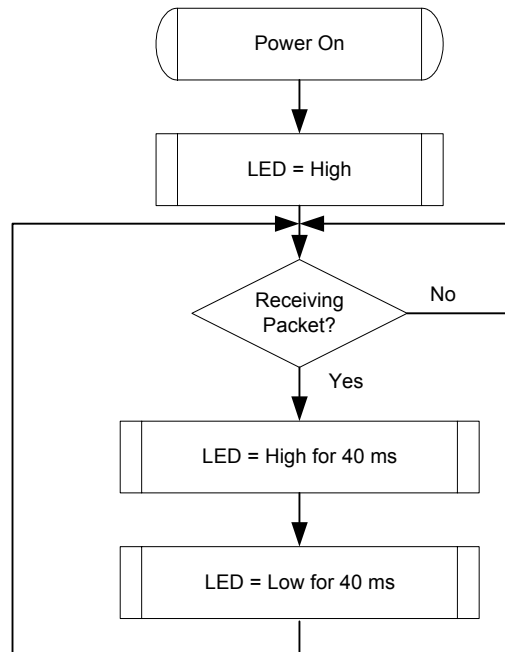 Power On
LED = High
Receiving
Packet?
No
Yes
LED = High for 40 ms
LED = Low for 40 ms